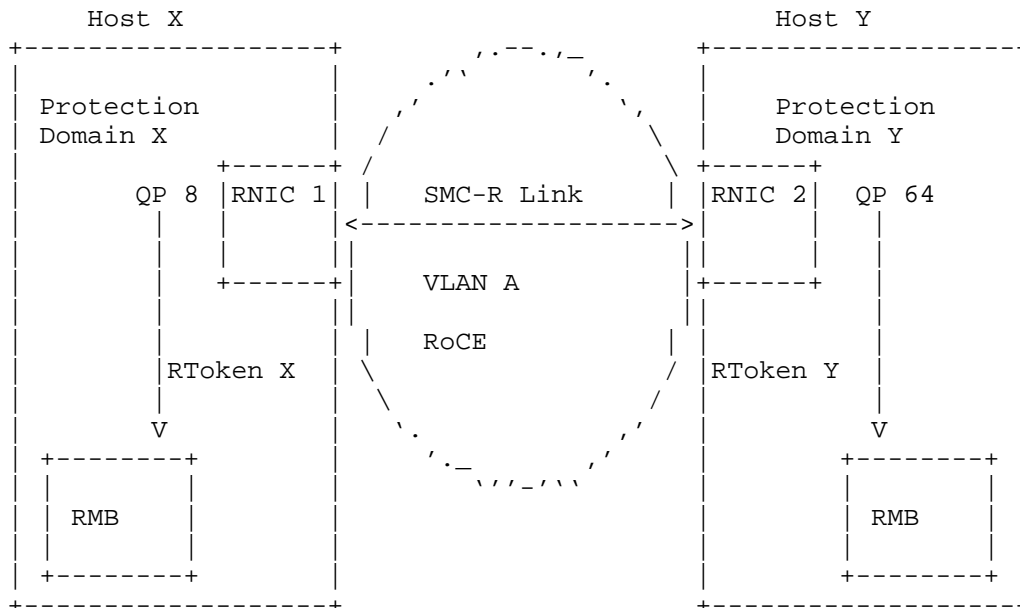 Host X Host Y
Protection Protection
Domain X Domain Y
QP 8 RNIC 1 SMC-R Link RNIC 2 QP 64
VLAN A
RoCE
RToken X RToken Y
V V
RMB RMB